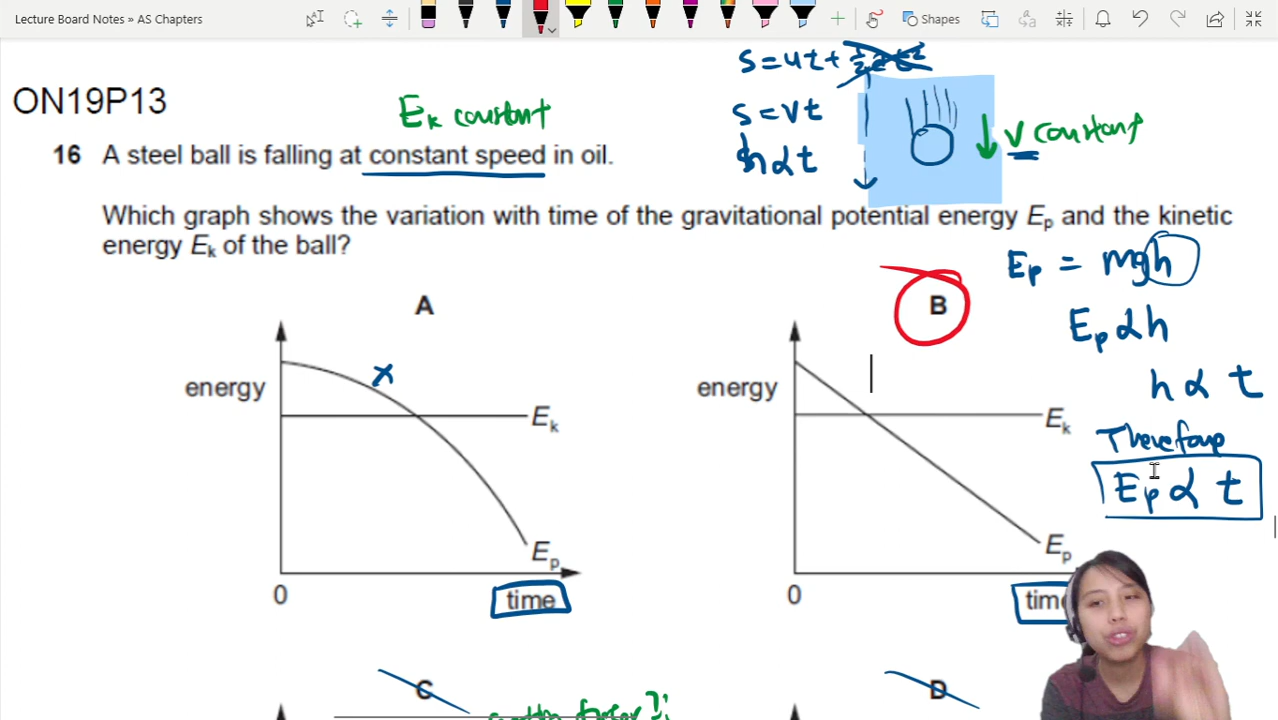 Lecture Board Notes » AS Chapters
Shapes
s = ut + ½at²
ON19P13
Ek constant
s = vt
v constant
h α t
16 A steel ball is falling at constant speed in oil.
Which graph shows the variation with time of the gravitational potential energy Ep and the kinetic
energy Ek of the ball?
Ep = mgh
A
B
Ep α h
energy
energy
h α t
Ek
Ek
Therefore
Ep α t
Ep
Ep
0
time
0
time
C
D